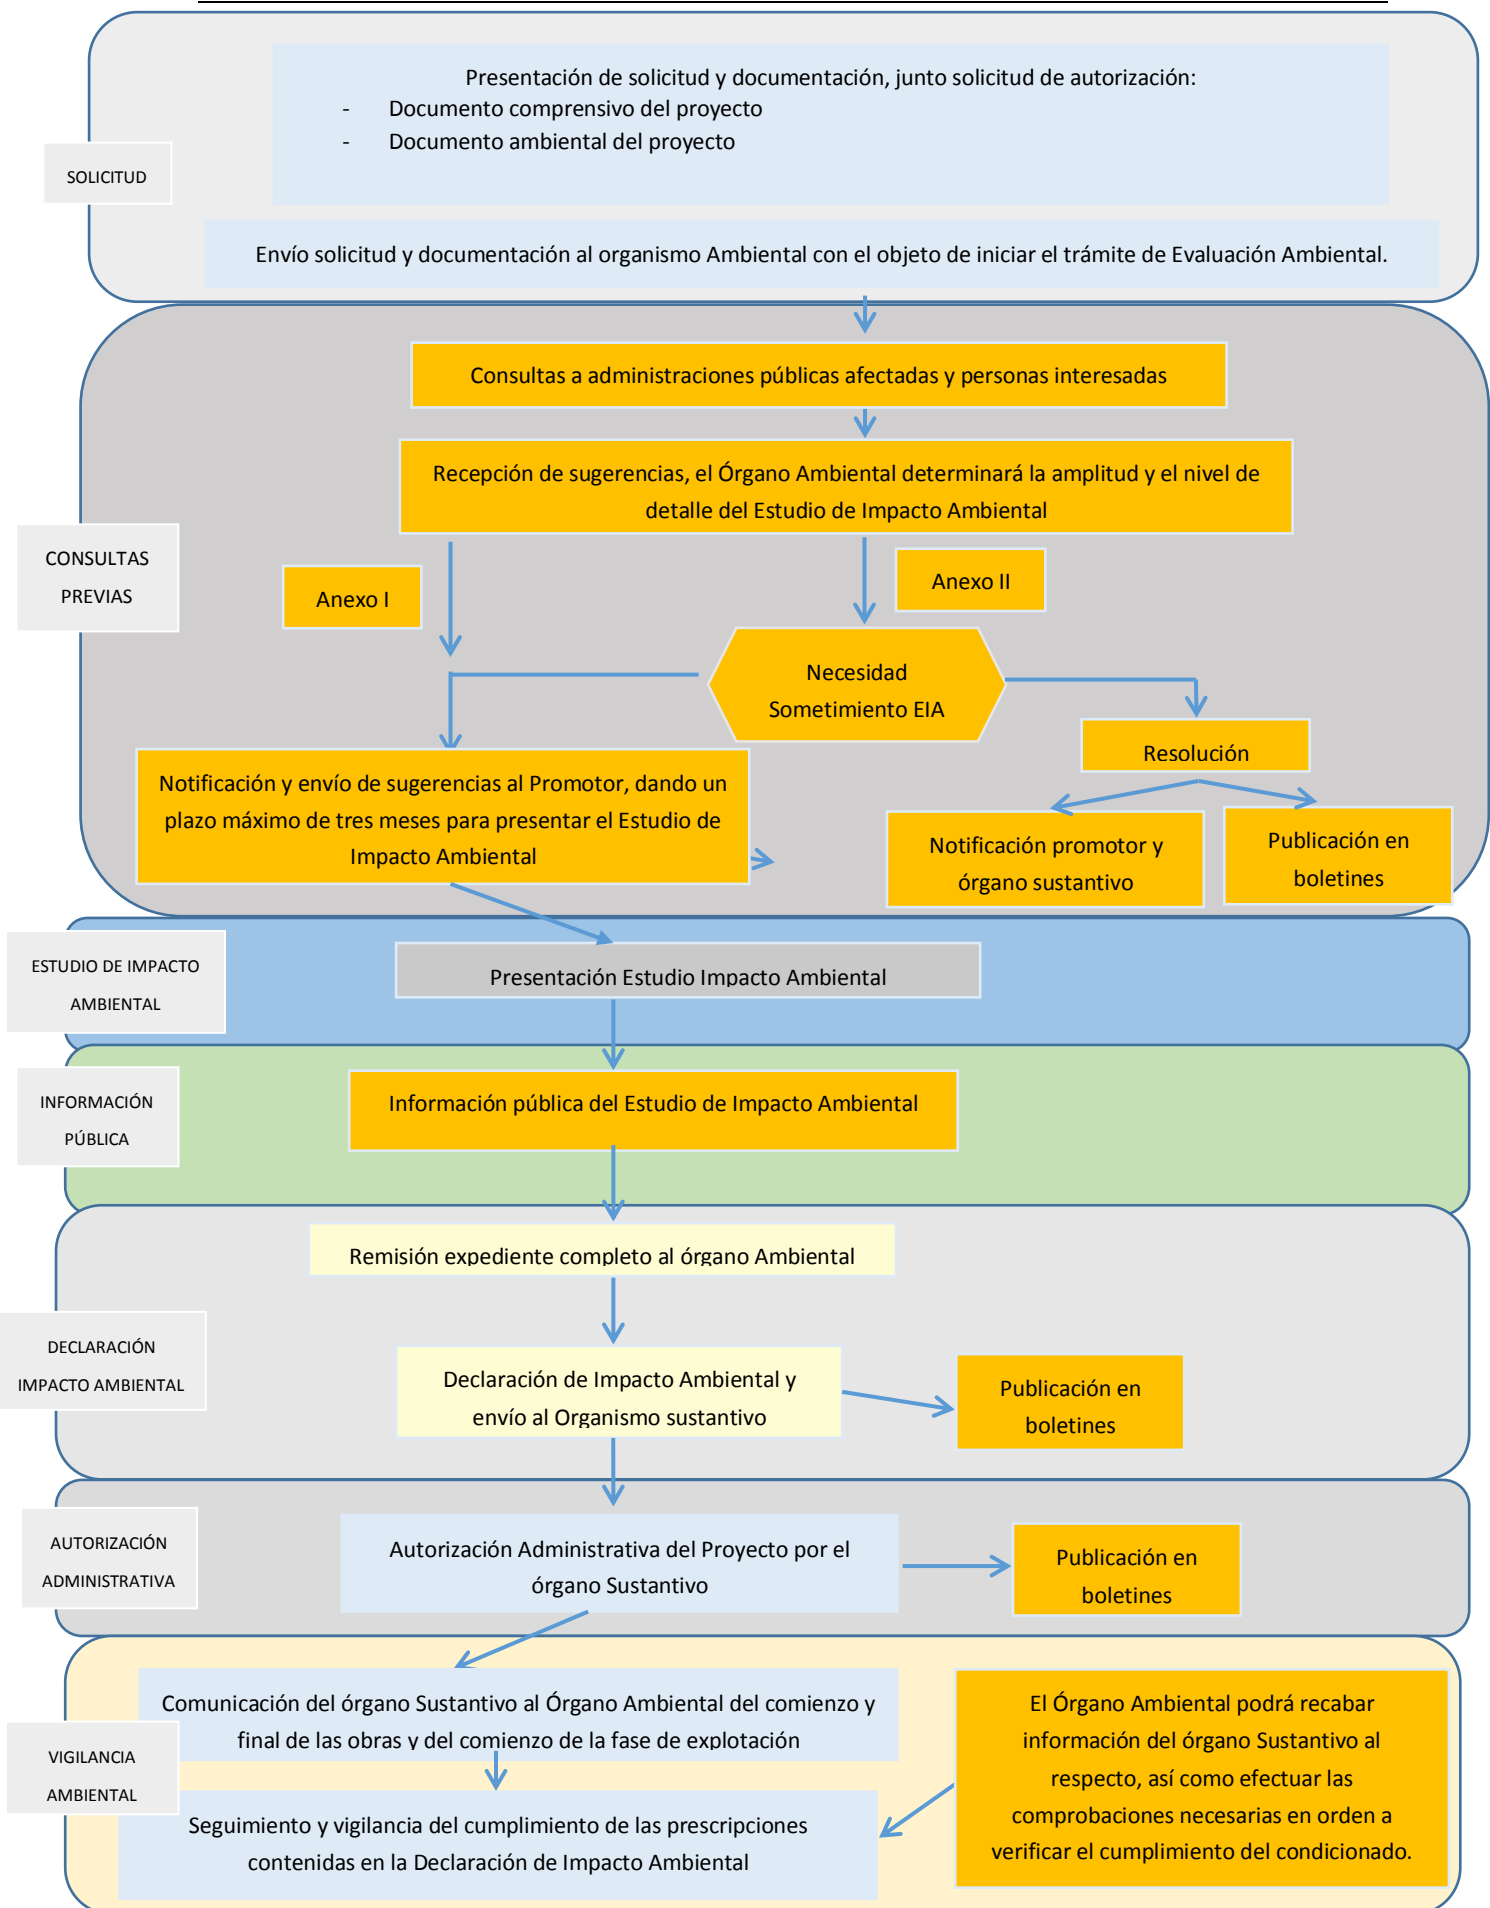 Presentación de solicitud y documentación, junto solicitud de autorización:
- Documento comprensivo del proyecto
- Documento ambiental del proyecto
SOLICITUD
Envío solicitud y documentación al organismo Ambiental con el objeto de iniciar el trámite de Evaluación Ambiental.
Consultas a administraciones públicas afectadas y personas interesadas
Recepción de sugerencias, el Órgano Ambiental determinará la amplitud y el nivel de
detalle del Estudio de Impacto Ambiental
CONSULTAS
PREVIAS
Anexo I
Anexo II
Necesidad
Sometimiento EIA
Resolución
Notificación y envío de sugerencias al Promotor, dando un
plazo máximo de tres meses para presentar el Estudio de
Impacto Ambiental
Notificación promotor y
órgano sustantivo
Publicación en
boletines
ESTUDIO DE IMPACTO
AMBIENTAL
Presentación Estudio Impacto Ambiental
INFORMACIÓN
PÚBLICA
Información pública del Estudio de Impacto Ambiental
Remisión expediente completo al órgano Ambiental
DECLARACIÓN
IMPACTO AMBIENTAL
Declaración de Impacto Ambiental y
envío al Organismo sustantivo
Publicación en
boletines
AUTORIZACIÓN
ADMINISTRATIVA
Autorización Administrativa del Proyecto por el
órgano Sustantivo
Publicación en
boletines
Comunicación del órgano Sustantivo al Órgano Ambiental del comienzo y
final de las obras y del comienzo de la fase de explotación
VIGILANCIA
AMBIENTAL
Seguimiento y vigilancia del cumplimiento de las prescripciones
contenidas en la Declaración de Impacto Ambiental
El Órgano Ambiental podrá recabar
información del órgano Sustantivo al
respecto, así como efectuar las
comprobaciones necesarias en orden a
verificar el cumplimiento del condicionado.